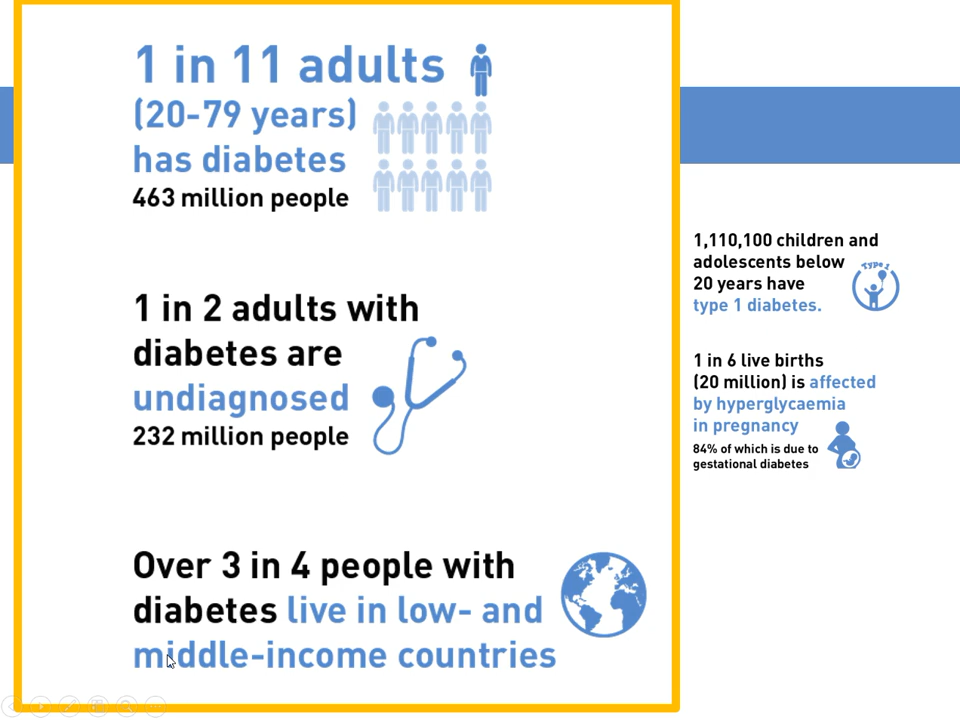 1 in 11 adults
(20-79 years)
has diabetes
463 million people
1 in 2 adults with
diabetes are
undiagnosed
232 million people
Over 3 in 4 people with
diabetes live in low- and
middle-income countries
1,110,100 children and
adolescents below
20 years have
type 1 diabetes.
Type 1
1 in 6 live births
(20 million) is affected
by hyperglycaemia
in pregnancy
84% of which is due to
gestational diabetes